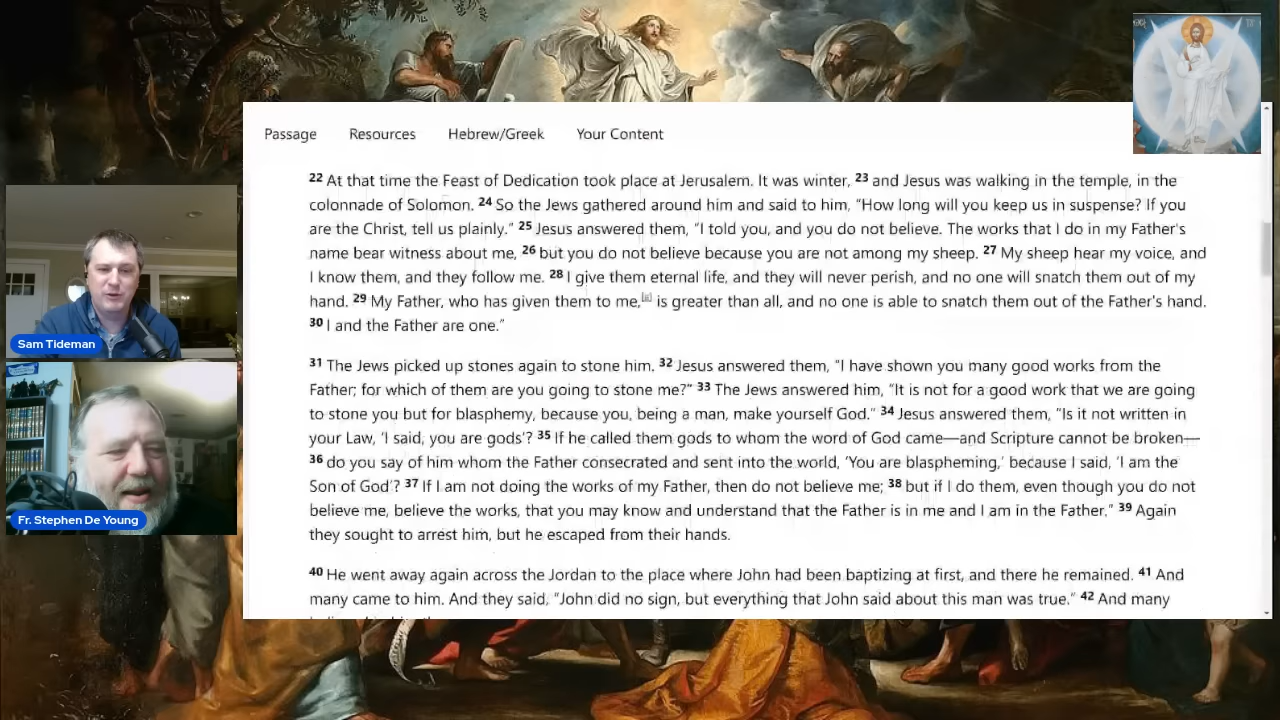 Passage Resources Hebrew/Greek Your Content
22 At that time the Feast of Dedication took place at Jerusalem. It was winter, 23 and Jesus was walking in the temple, in the
colonnade of Solomon. 24 So the Jews gathered around him and said to him, “How long will you keep us in suspense? If you
are the Christ, tell us plainly.” 25 Jesus answered them, “I told you, and you do not believe. The works that I do in my Father's
name bear witness about me, 26 but you do not believe because you are not among my sheep. 27 My sheep hear my voice, and
I know them, and they follow me. 28 I give them eternal life, and they will never perish, and no one will snatch them out of my
hand. 29 My Father, who has given them to me, is greater than all, and no one is able to snatch them out of the Father's hand.
30 I and the Father are one.”
31 The Jews picked up stones again to stone him. 32 Jesus answered them, “I have shown you many good works from the
Father; for which of them are you going to stone me?” 33 The Jews answered him, “It is not for a good work that we are going
to stone you but for blasphemy, because you, being a man, make yourself God.” 34 Jesus answered them, “Is it not written in
your Law, ‘I said, you are gods’? 35 If he called them gods to whom the word of God came—and Scripture cannot be broken—
36 do you say of him whom the Father consecrated and sent into the world, ‘You are blaspheming,’ because I said, ‘I am the
Son of God’? 37 If I am not doing the works of my Father, then do not believe me; 38 but if I do them, even though you do not
believe me, believe the works, that you may know and understand that the Father is in me and I am in the Father.” 39 Again
they sought to arrest him, but he escaped from their hands.
40 He went away again across the Jordan to the place where John had been baptizing at first, and there he remained. 41 And
many came to him. And they said, “John did no sign, but everything that John said about this man was true.” 42 And many
Sam Tideman
Fr. Stephen De Young